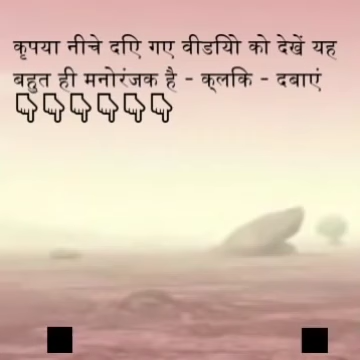 कृपया नीचे दिए गए वीडियो को देखें यह
बहुत ही मनोरंजक है - क्लिक - दबाएं
👇👇👇👇👇👇